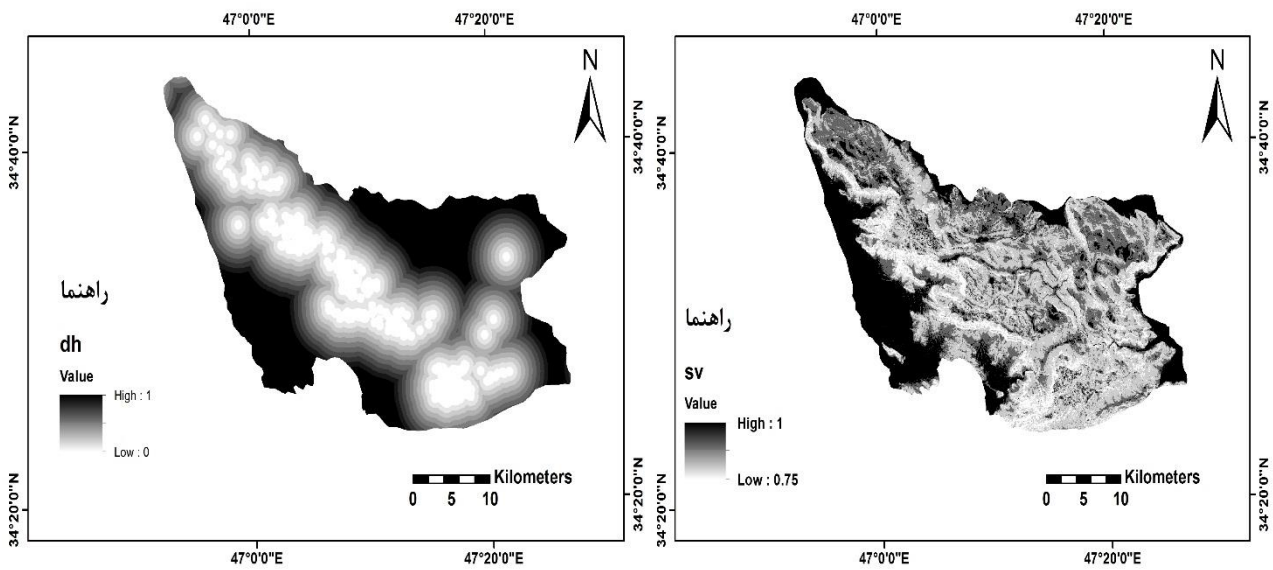 47°0'0"E 47°20'0"E
N
34°40'0"N
34°40'0"N
راهنما
dh
Value
High : 1
Low : 0
Kilometers
0 5 10
34°20'0"N
34°20'0"N
47°0'0"E 47°20'0"E
47°0'0"E 47°20'0"E
N
34°40'0"N
34°40'0"N
راهنما
sv
Value
High : 1
Low : 0.75
Kilometers
0 5 10
34°20'0"N
34°20'0"N
47°0'0"E 47°20'0"E